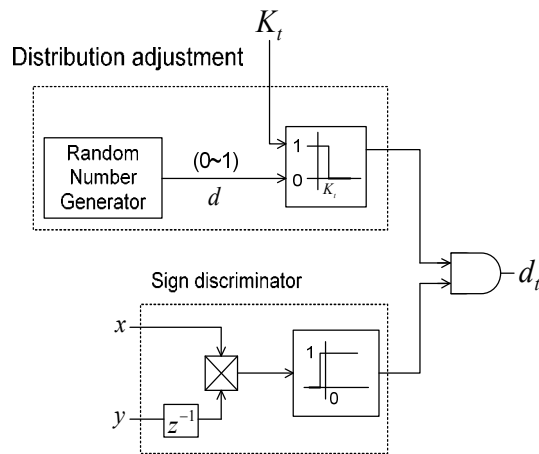 K_t
Distribution adjustment
Random
Number
Generator
(0~1)
d
1
0
K_t
d_t
Sign discriminator
x
y
z^{-1}
1
0